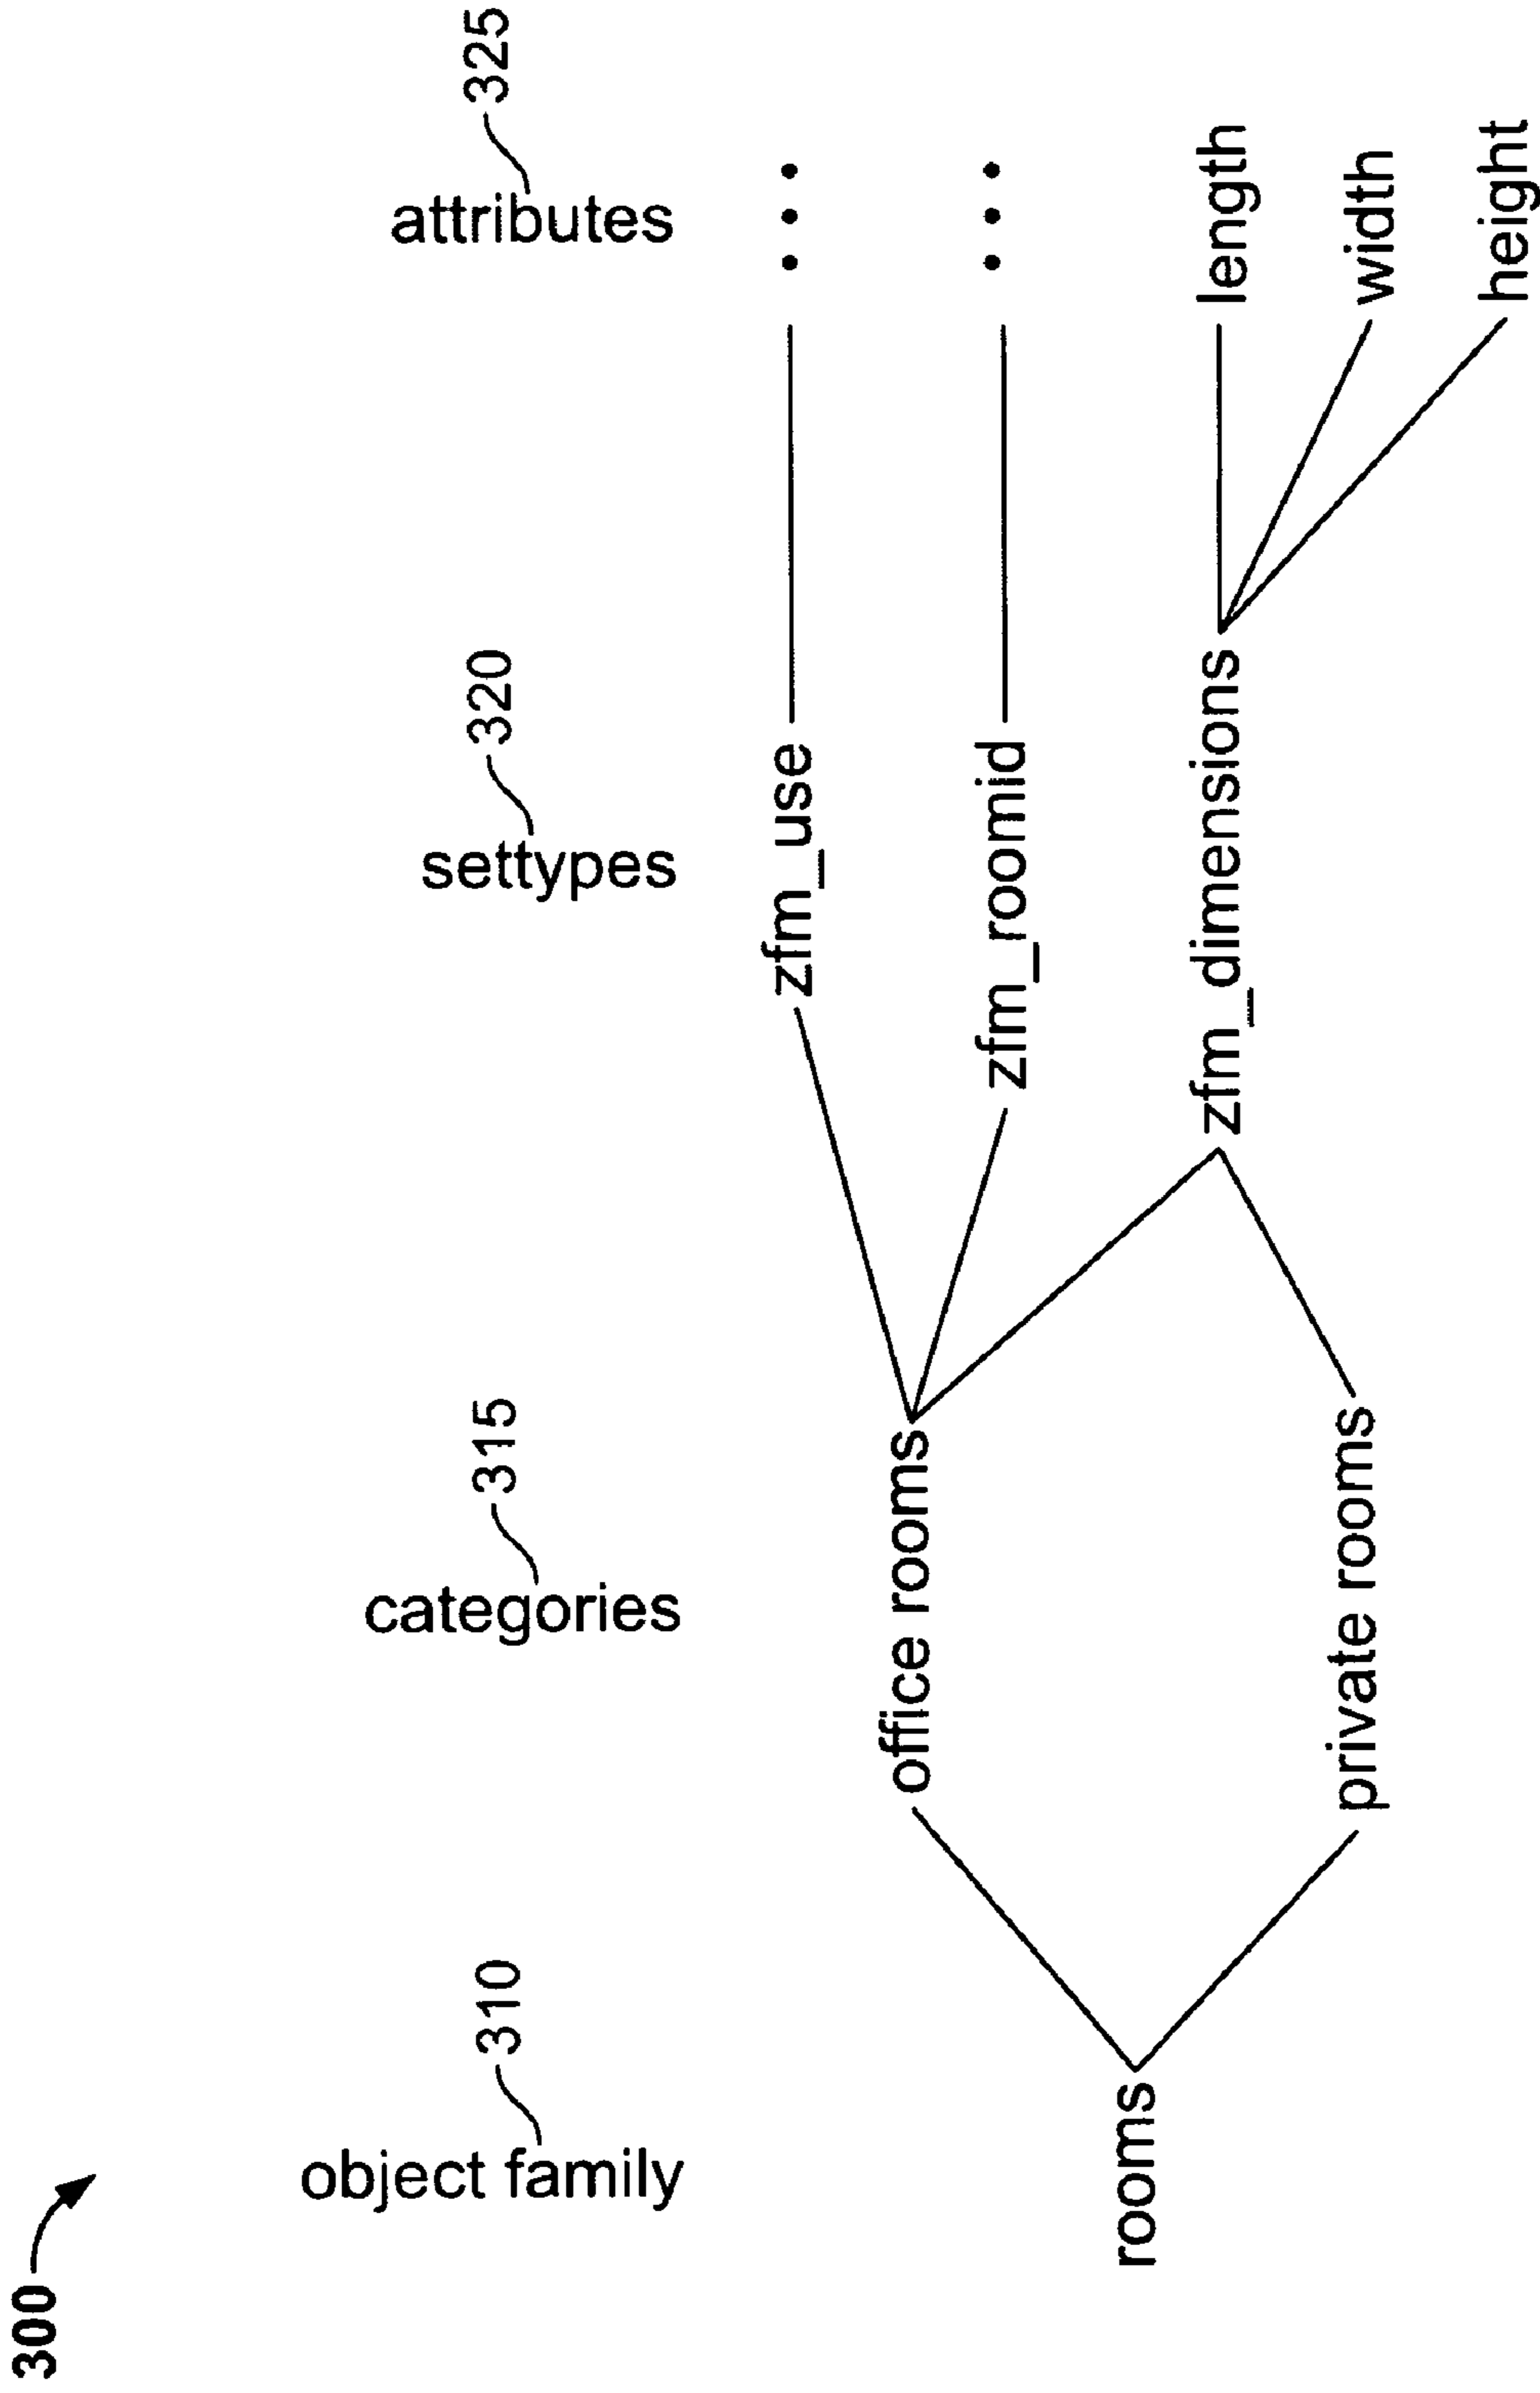 300
object family
310
categories
315
settypes
320
attributes
325
rooms
office rooms
private rooms
zfm_use
zfm_roomid
zfm_dimensions
length
width
height